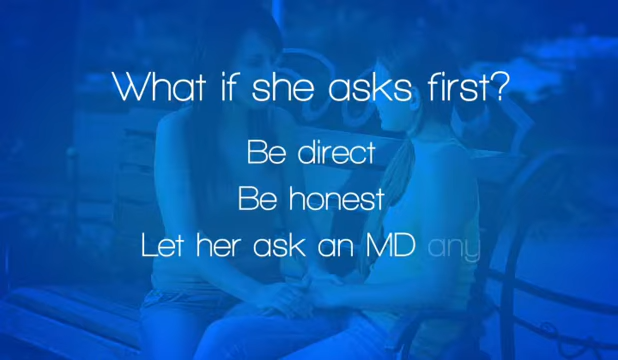 What if she asks first?
Be direct
Be honest
Let her ask an MD any